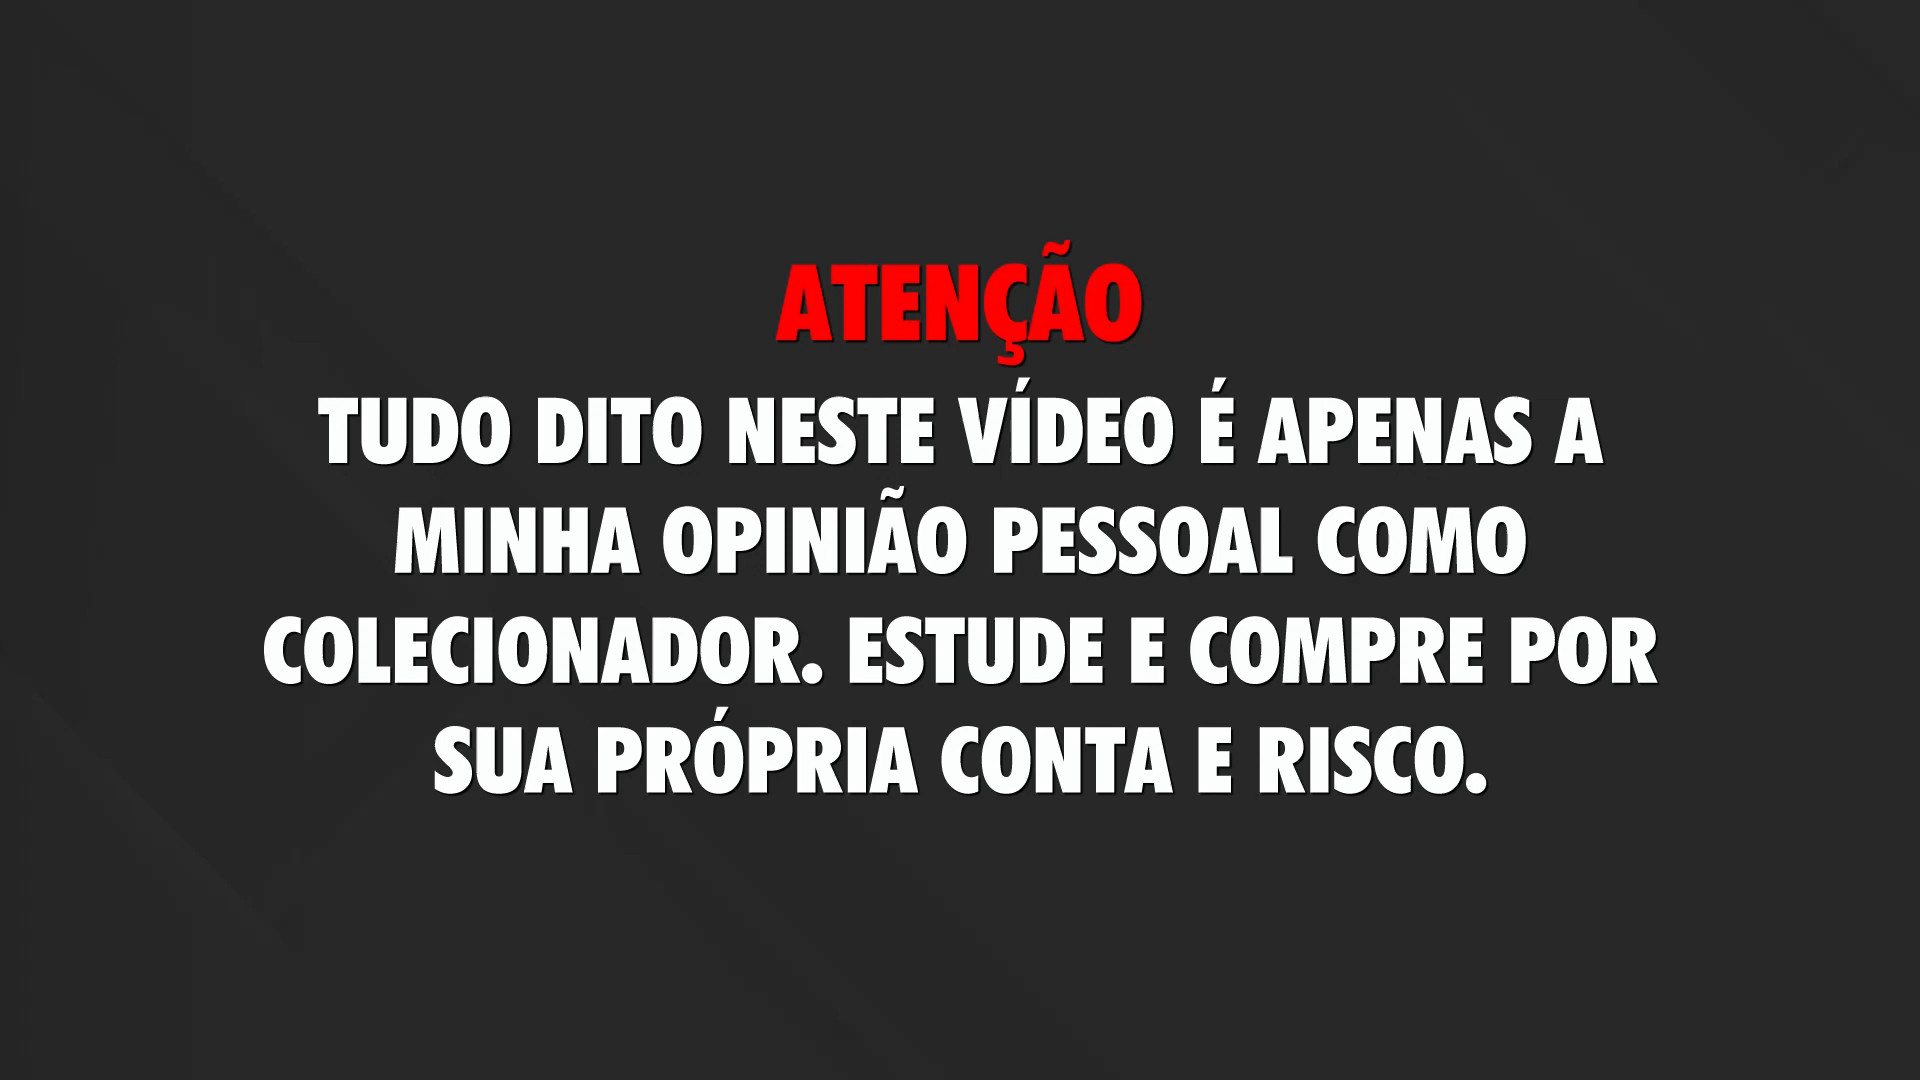 ATENÇÃO
TUDO DITO NESTE VÍDEO É APENAS A
MINHA OPINIÃO PESSOAL COMO
COLECIONADOR. ESTUDE E COMPRE POR
SUA PRÓPRIA CONTA E RISCO.